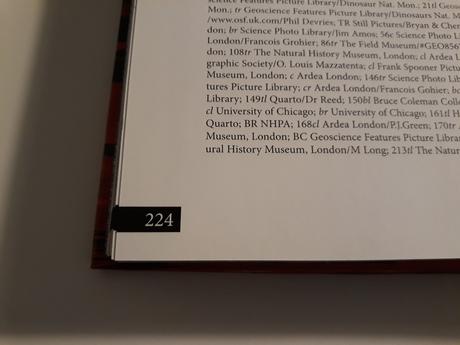 science Features Picture Library/Dinosaur Nat. Mus.; 21tl Geos
Mus.; tr Geoscience Features Picture Library/Dinosaurs Nat. M
/www.osf.uk.com/Phil Devries; TR Still Pictures/Bryan & Cher
don; br Science Photo Library/Jim Amos; 56c Science Photo Li
London/Francois Grohier; 86tr The Field Museum/#GEO856
don; 108tr The Natural History Museum, London; cl Ardea L
graphic Society/O. Louis Mazzatenta; cl Frank Spooner Pictu
Museum, London; c Ardea London; 146tr Science Photo Lib
tures Picture Library; cr Ardea London/Francois Gohier; bc
Library; 149tl Quarto/Dr Reed; 150bl Bruce Coleman Colle
cl University of Chicago; br University of Chicago; 161tl H
Quarto; BR NHPA; 168cl Ardea London/P.J.Green; 170tr A
Museum, London; BC Geoscience Features Picture Librar
ural History Museum, London/M Long; 213tl The Natur
224